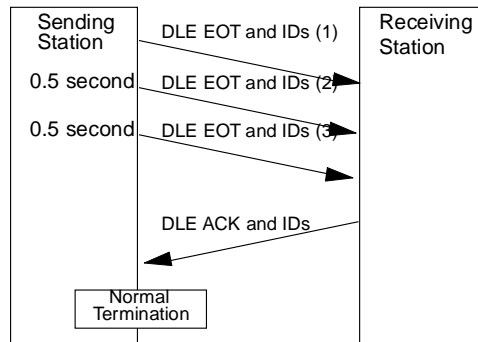 Sending
Station
DLE EOT and IDs (1)
Receiving
Station
0.5 second
DLE EOT and IDs (2)
0.5 second
DLE EOT and IDs (3)
DLE ACK and IDs
Normal
Termination